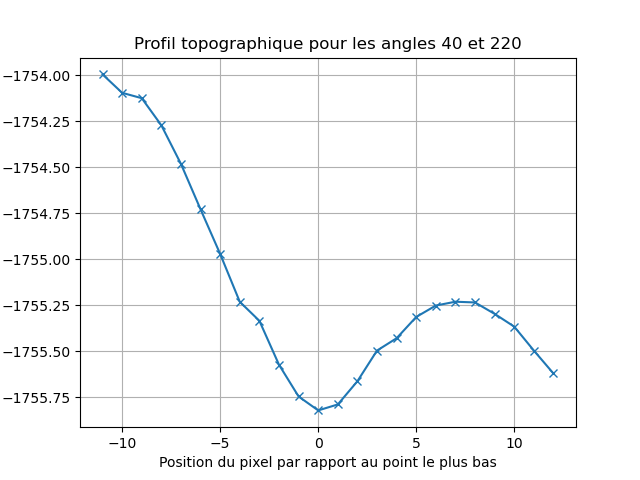 Profil topographique pour les angles 40 et 220
−1754.00
−1754.25
−1754.50
−1754.75
−1755.00
−1755.25
−1755.50
−1755.75
−10 −5 0 5 10
Position du pixel par rapport au point le plus bas